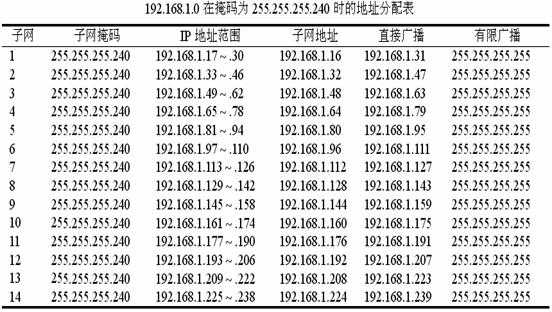 192.168.1.0 在掩码为 255.255.255.240 时的地址分配表
子网 子网掩码 IP 地址范围 子网地址 直接广播 有限广播
1 255.255.255.240 192.168.1.17~.30 192.168.1.16 192.168.1.31 255.255.255.255
2 255.255.255.240 192.168.1.33~.46 192.168.1.32 192.168.1.47 255.255.255.255
3 255.255.255.240 192.168.1.49~.62 192.168.1.48 192.168.1.63 255.255.255.255
4 255.255.255.240 192.168.1.65~.78 192.168.1.64 192.168.1.79 255.255.255.255
5 255.255.255.240 192.168.1.81~.94 192.168.1.80 192.168.1.95 255.255.255.255
6 255.255.255.240 192.168.1.97~.110 192.168.1.96 192.168.1.111 255.255.255.255
7 255.255.255.240 192.168.1.113~.126 192.168.1.112 192.168.1.127 255.255.255.255
8 255.255.255.240 192.168.1.129~.142 192.168.1.128 192.168.1.143 255.255.255.255
9 255.255.255.240 192.168.1.145~.158 192.168.1.144 192.168.1.159 255.255.255.255
10 255.255.255.240 192.168.1.161~.174 192.168.1.160 192.168.1.175 255.255.255.255
11 255.255.255.240 192.168.1.177~.190 192.168.1.176 192.168.1.191 255.255.255.255
12 255.255.255.240 192.168.1.193~.206 192.168.1.192 192.168.1.207 255.255.255.255
13 255.255.255.240 192.168.1.209~.222 192.168.1.208 192.168.1.223 255.255.255.255
14 255.255.255.240 192.168.1.225~.238 192.168.1.224 192.168.1.239 255.255.255.255